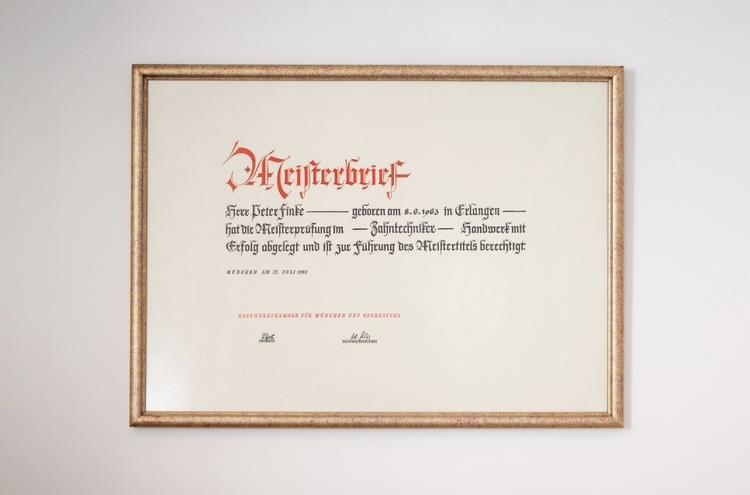 Meisterbrief
Herr Peter Finke — geboren am 8.6.1963 in Erlangen —
hat die Meisterprüfung im — Zahntechniker — Handwerk mit
Erfolg abgelegt und ist zur Führung des Meistertitels berechtigt.
MÜNCHEN AM 25. JULI 1992
HANDWERKSKAMMER FÜR MÜNCHEN UND OBERBAYERN